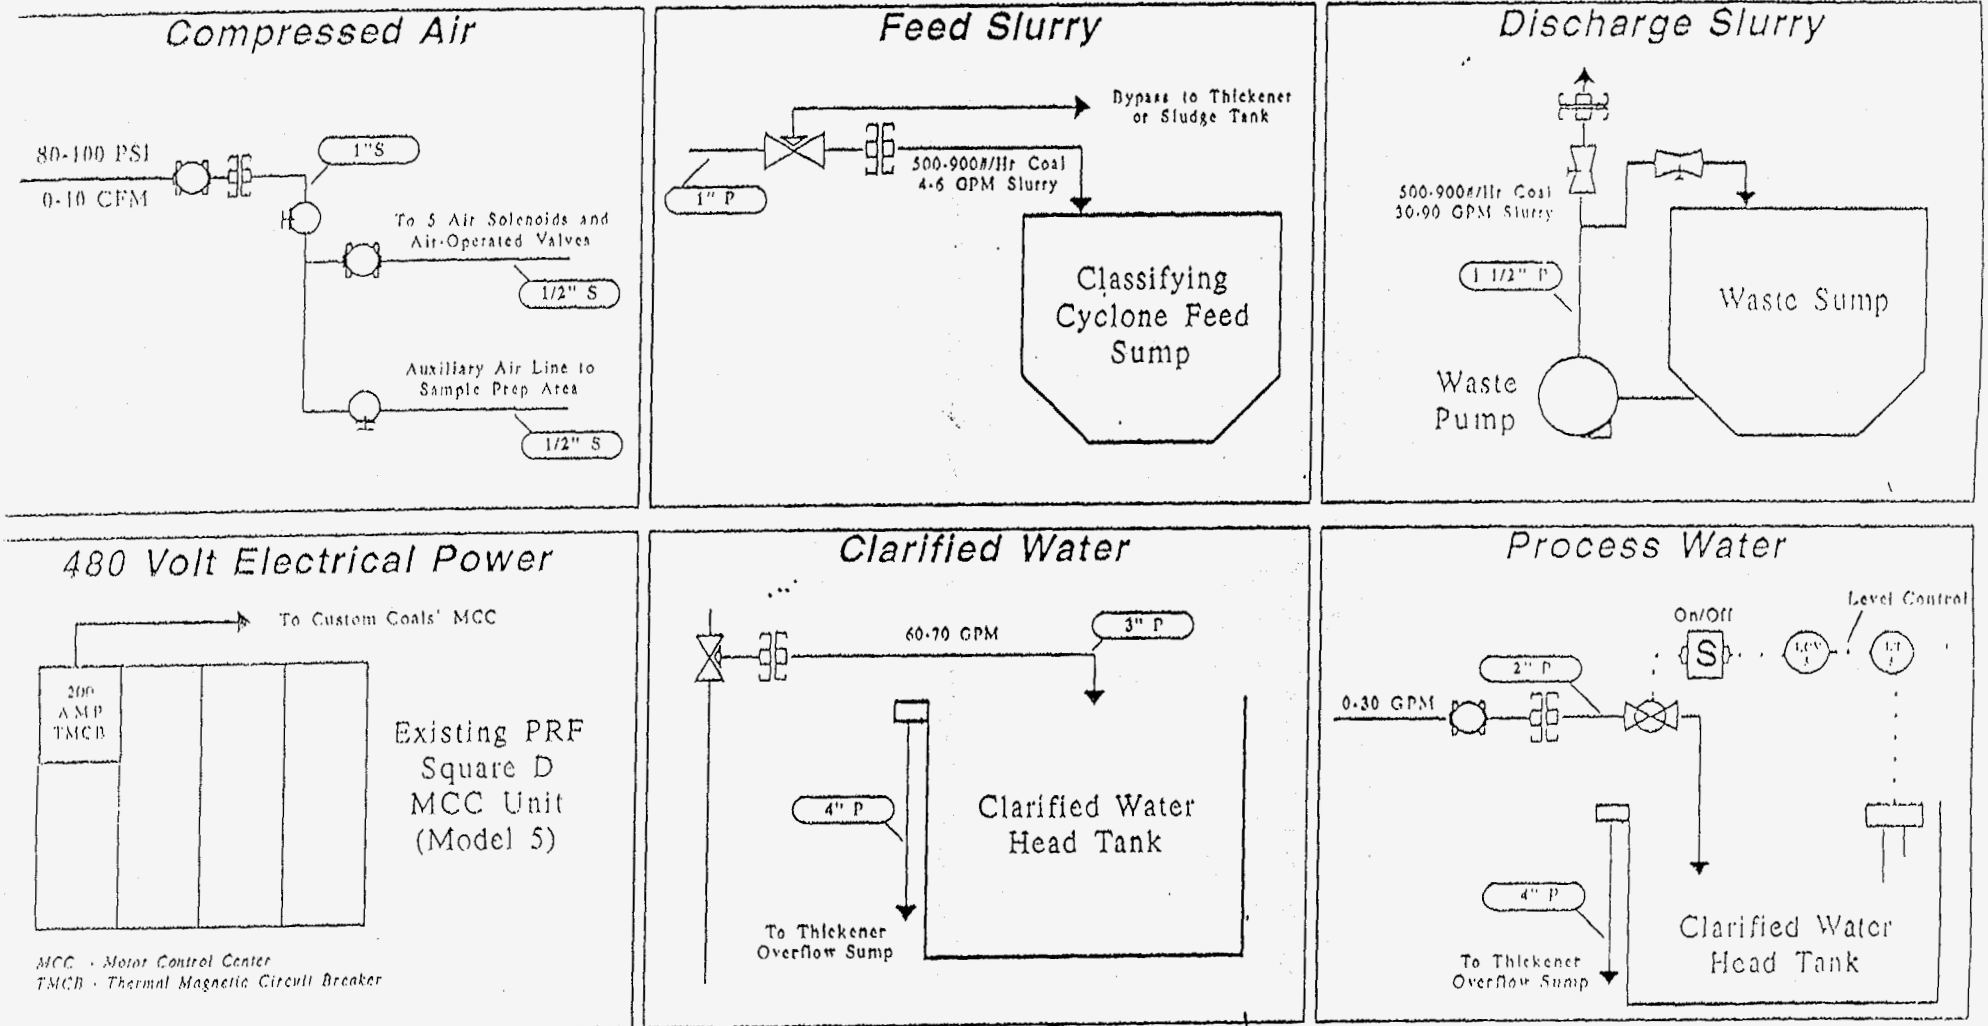 Compressed Air
80-100 PSI
0-10 CFM
1"S
To 5 Air Solenoids and
Air-Operated Valves
1/2" S
Auxiliary Air Line to
Sample Prep Area
1/2" S
Feed Slurry
Bypass to Thickener
or Sludge Tank
500-900#/Hr Coal
4-6 GPM Slurry
1" P
Classifying
Cyclone Feed
Sump
Discharge Slurry
500-900#/Hr Coal
30-90 GPM Slurry
1 1/2" P
Waste Sump
Waste
Pump
480 Volt Electrical Power
To Custom Coals' MCC
200
AMP
TMCB
Existing PRF
Square D
MCC Unit
(Model 5)
MCC - Motor Control Center
TMCB - Thermal Magnetic Circuit Breaker
Clarified Water
60-70 GPM
3" P
4" P
Clarified Water
Head Tank
To Thickener
Overflow Sump
Process Water
Level Control
On/Off
S
LCV
LT
2" P
0-30 GPM
4" P
Clarified Water
Head Tank
To Thickener
Overflow Sump